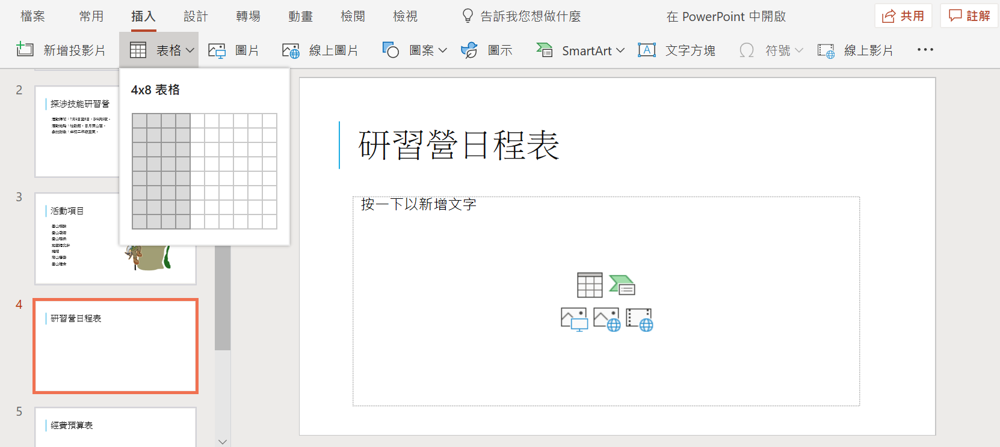 檔案 常用 插入 設計 轉場 動畫 檢閱 檢視 告訴我您想做什麼 在 PowerPoint 中開啟 共用 註解
新增投影片 表格 圖片 線上圖片 圖案 圖示 SmartArt 文字方塊 符號 線上影片 ...
4x8 表格
2
探涉技能研習營
3
活動項目
4
研習營日程表
5
經費預算表
研習營日程表
按一下以新增文字